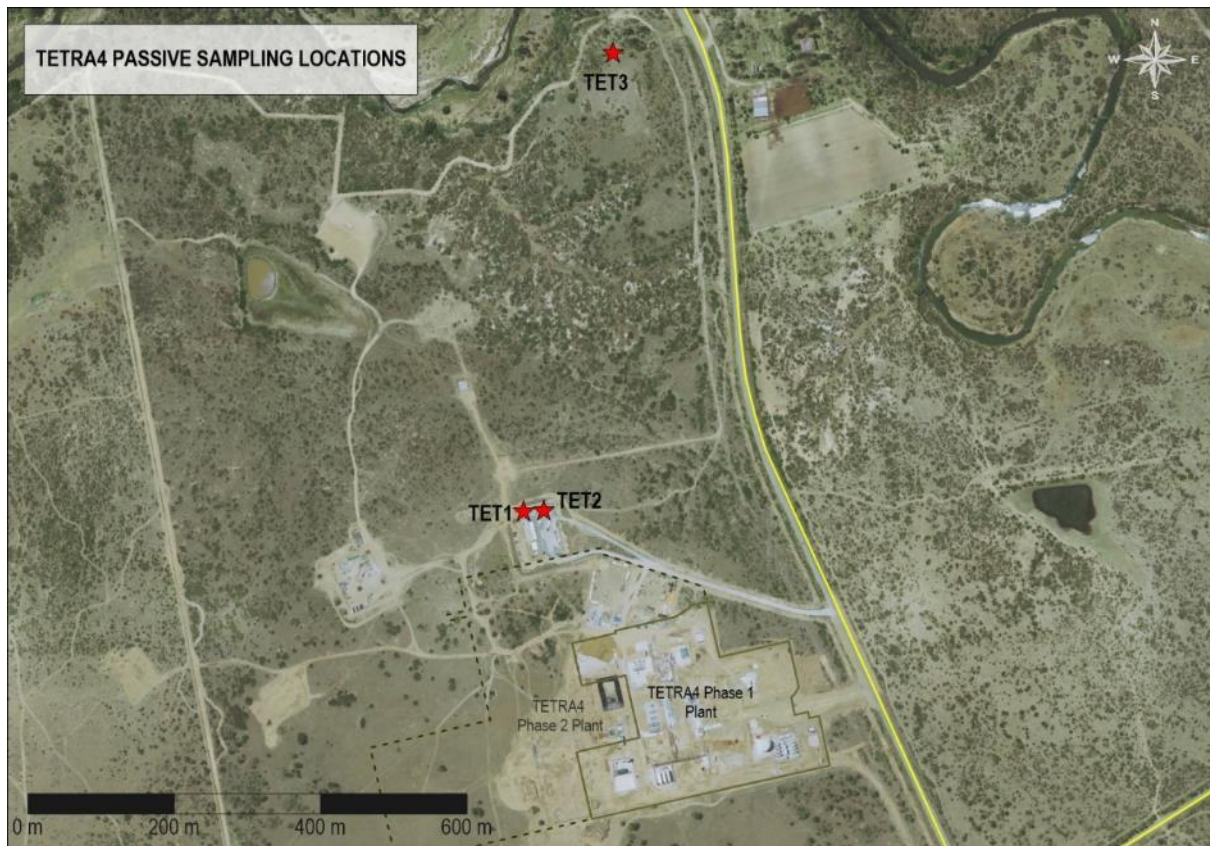 TETRA4 PASSIVE SAMPLING LOCATIONS
N
W E
S
TET3
TET1
TET2
TETRA4 Phase 1
Plant
TETRA4
Phase 2 Plant
0 m 200 m 400 m 600 m